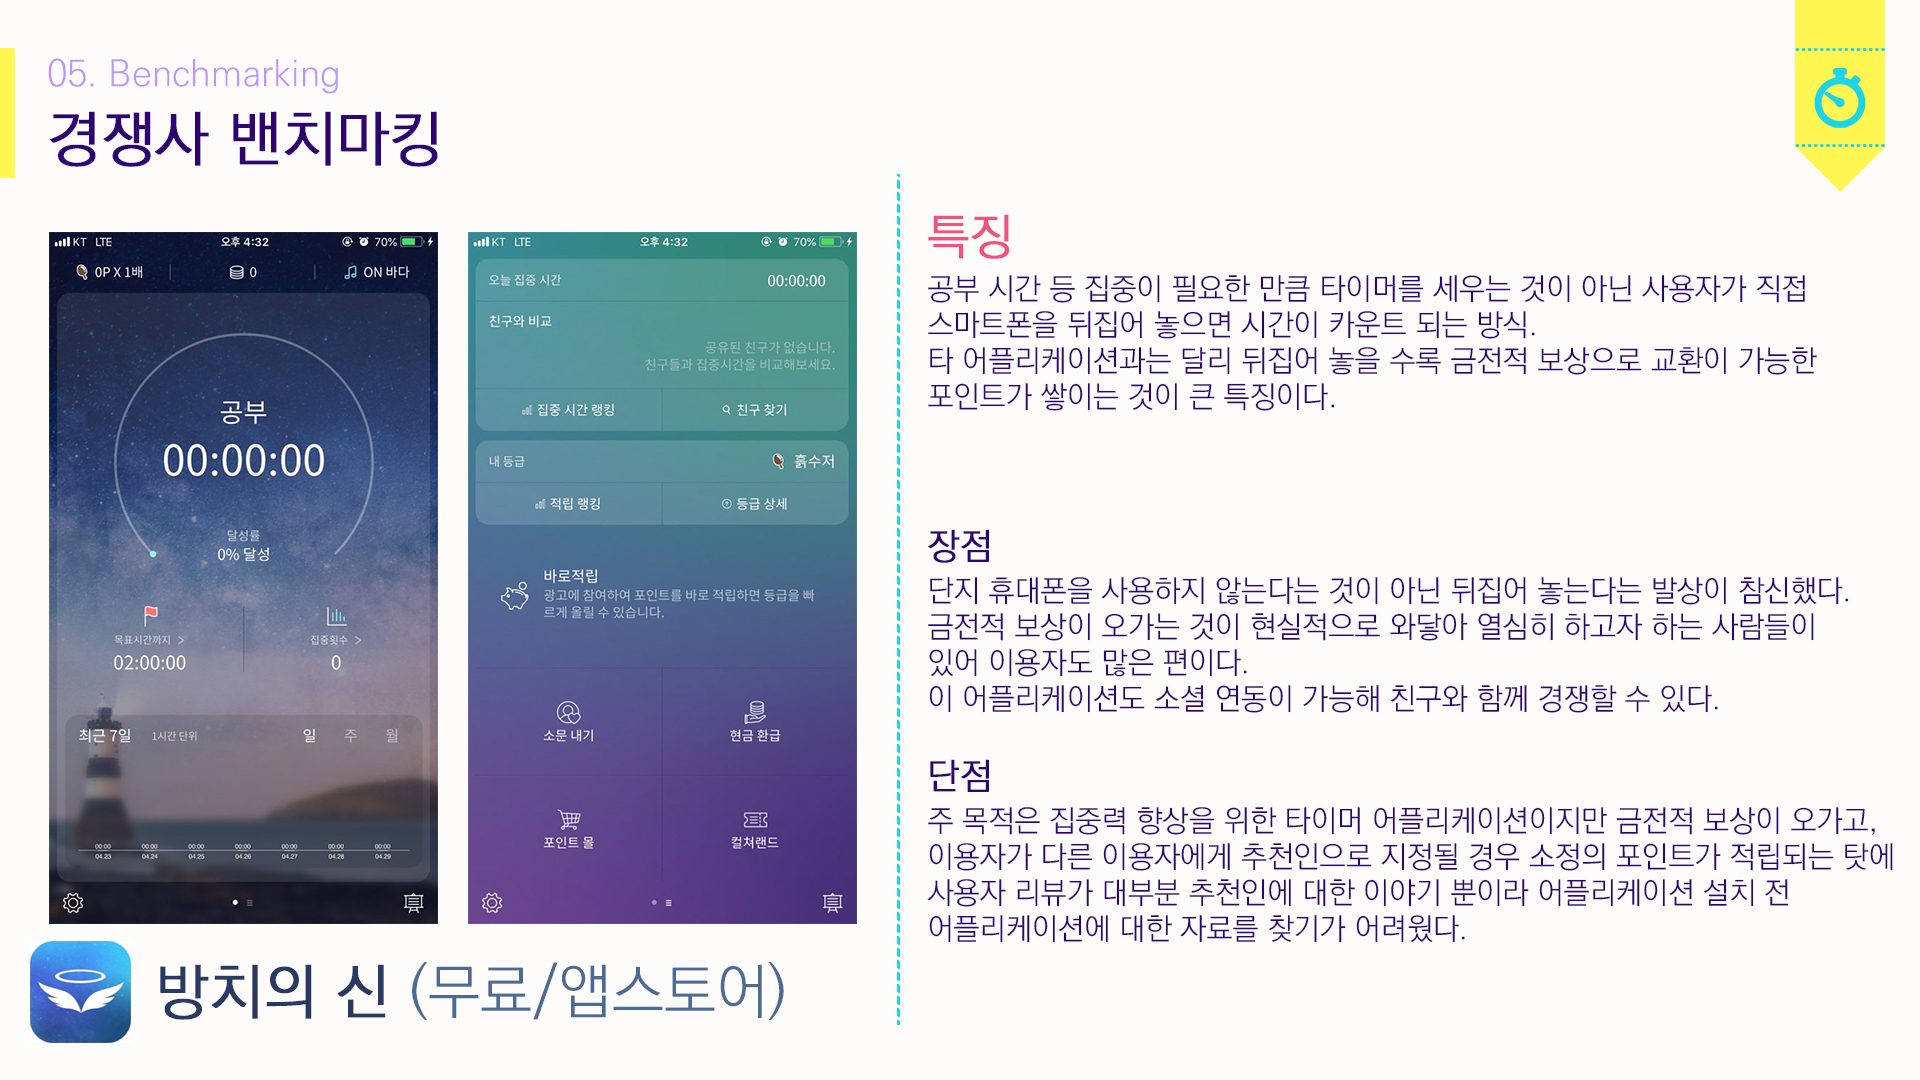 05. Benchmarking
경쟁사 밴치마킹
KT LTE 오후 4:32 70%
0P X 1배 0 ON 바다
공부
00:00:00
달성률
0% 달성
목표시간까지 >
02:00:00
집중횟수 >
0
최근 7일 1시간 단위 일 주 월
00:00 00:00 00:00 00:00 00:00 00:00 00:00
04.23 04.24 04.25 04.26 04.27 04.28 04.29
KT LTE 오후 4:32 70%
오늘 집중 시간 00:00:00
친구와 비교
공유된 친구가 없습니다.
친구들과 집중시간을 비교해보세요.
집중 시간 랭킹 친구 찾기
내 등급 흙수저
적립 랭킹 등급 상세
바로적립
광고에 참여하여 포인트를 바로 적립하면 등급을 빠
르게 올릴 수 있습니다.
소문 내기 현금 환급
포인트 몰 컬쳐랜드
방치의 신 (무료/앱스토어)
특징
공부 시간 등 집중이 필요한 만큼 타이머를 세우는 것이 아닌 사용자가 직접
스마트폰을 뒤집어 놓으면 시간이 카운트 되는 방식.
타 어플리케이션과는 달리 뒤집어 놓을 수록 금전적 보상으로 교환이 가능한
포인트가 쌓이는 것이 큰 특징이다.
장점
단지 휴대폰을 사용하지 않는다는 것이 아닌 뒤집어 놓는다는 발상이 참신했다.
금전적 보상이 오가는 것이 현실적으로 와닿아 열심히 하고자 하는 사람들이
있어 이용자도 많은 편이다.
이 어플리케이션도 소셜 연동이 가능해 친구와 함께 경쟁할 수 있다.
단점
주 목적은 집중력 향상을 위한 타이머 어플리케이션이지만 금전적 보상이 오가고,
이용자가 다른 이용자에게 추천인으로 지정될 경우 소정의 포인트가 적립되는 탓에
사용자 리뷰가 대부분 추천인에 대한 이야기 뿐이라 어플리케이션 설치 전
어플리케이션에 대한 자료를 찾기가 어려웠다.